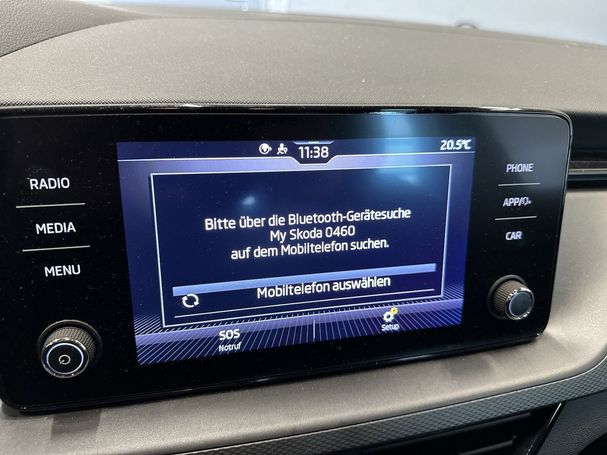 11:38
20.5°C
RADIO
MEDIA
MENU
Bitte über die Bluetooth-Gerätesuche
My Skoda 0460
auf dem Mobiltelefon suchen.
Mobiltelefon auswählen
SOS
Notruf
Setup
PHONE
APP/
CAR